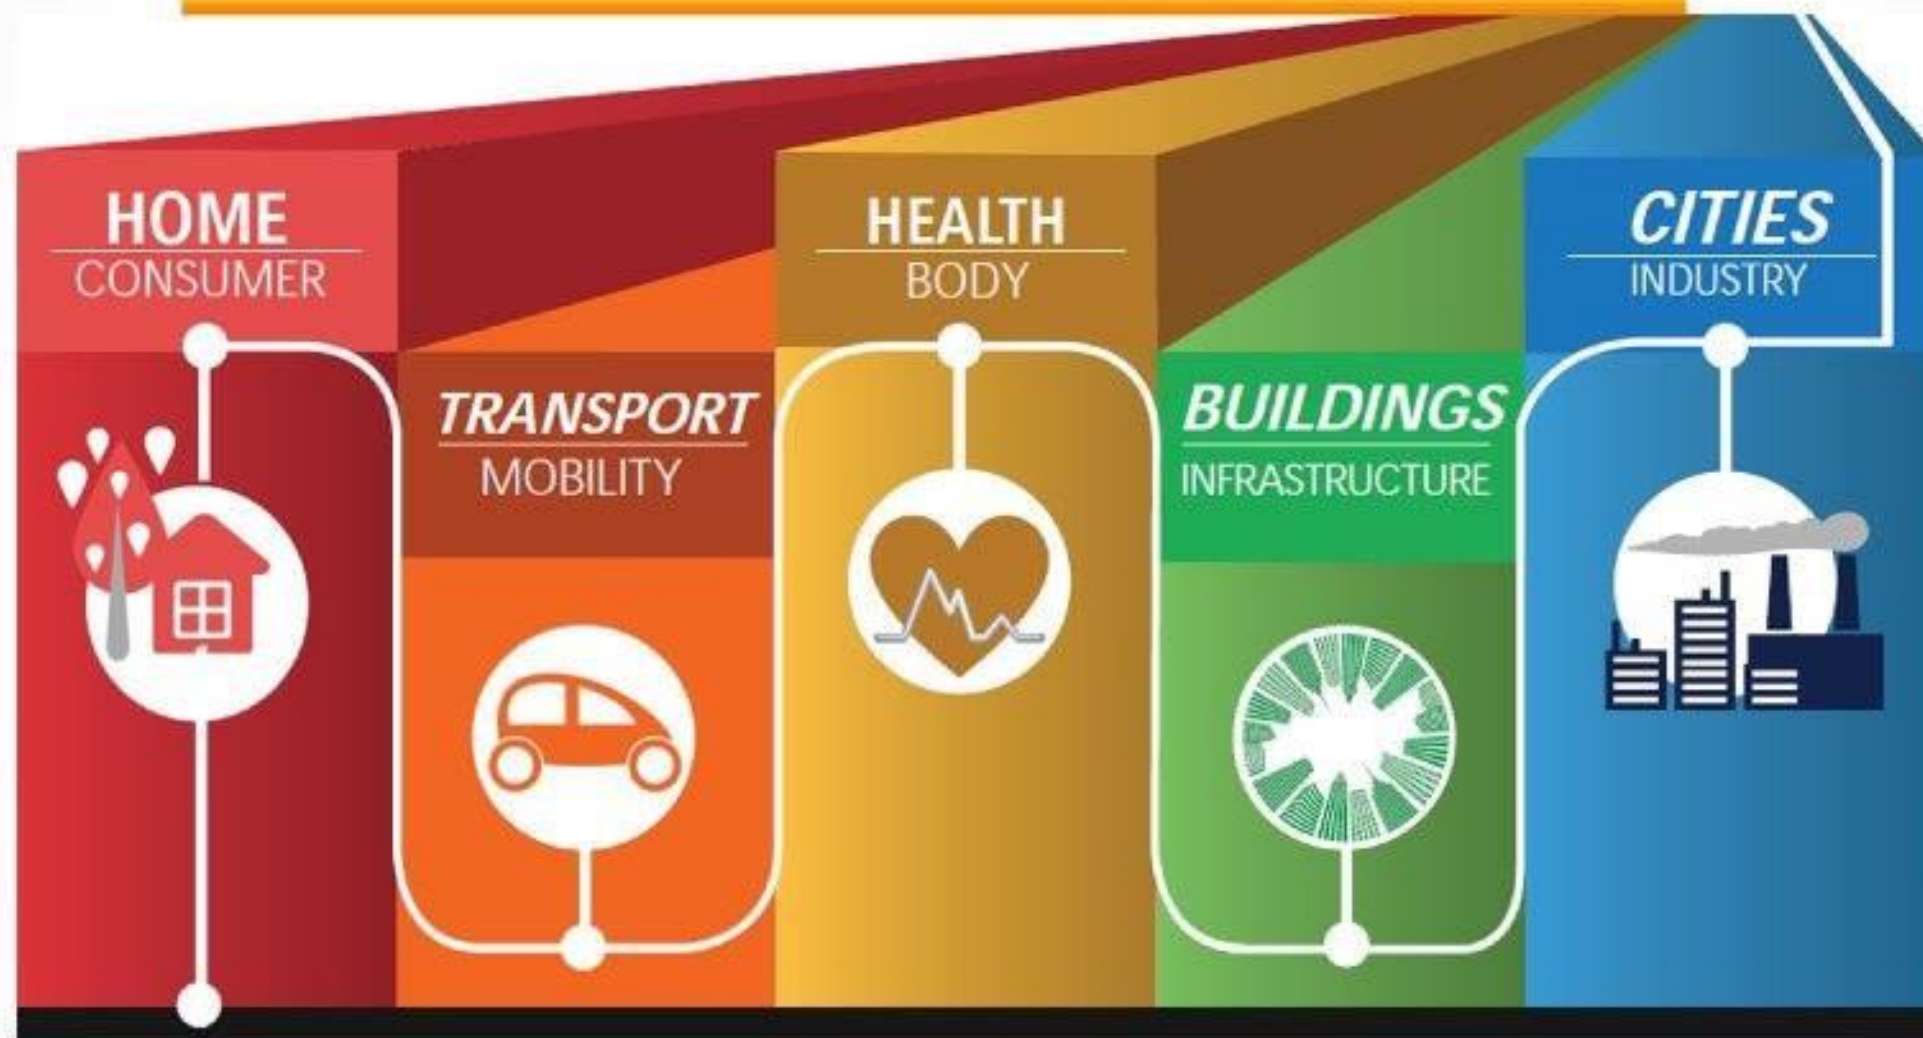 HOME
CONSUMER
TRANSPORT
MOBILITY
HEALTH
BODY
BUILDINGS
INFRASTRUCTURE
CITIES
INDUSTRY